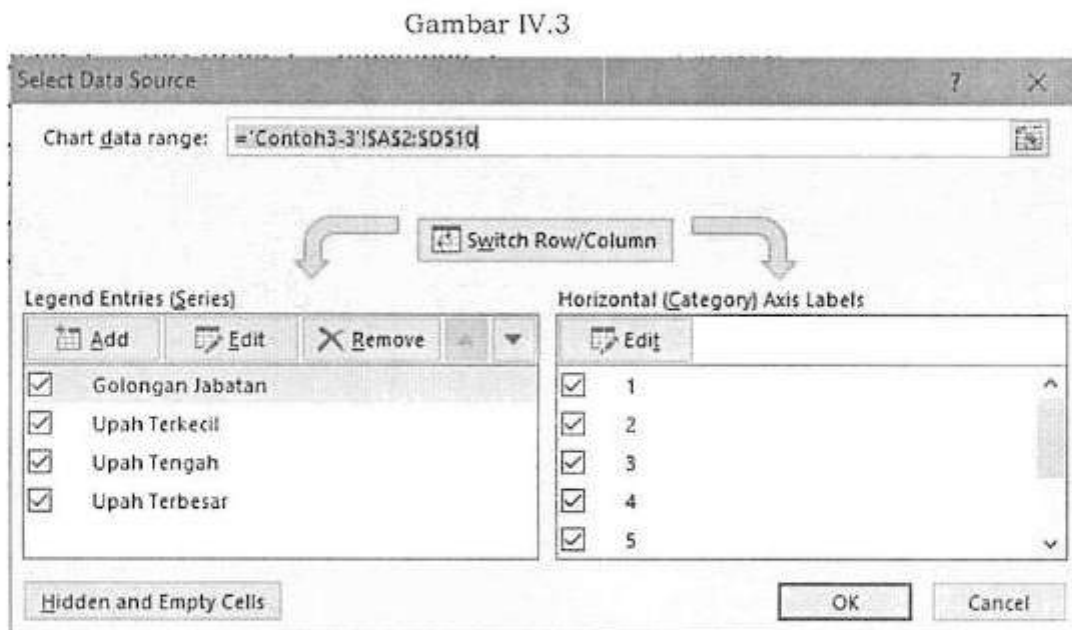 Gambar IV.3
Select Data Source ? ×
Chart data range: ='Contoh3-3'!$A$2:$D$10
Switch Row/Column
Legend Entries (Series)
Add Edit Remove
Golongan Jabatan
Upah Terkecil
Upah Tengah
Upah Terbesar
Horizontal (Category) Axis Labels
Edit
1
2
3
4
5
Hidden and Empty Cells
OK Cancel